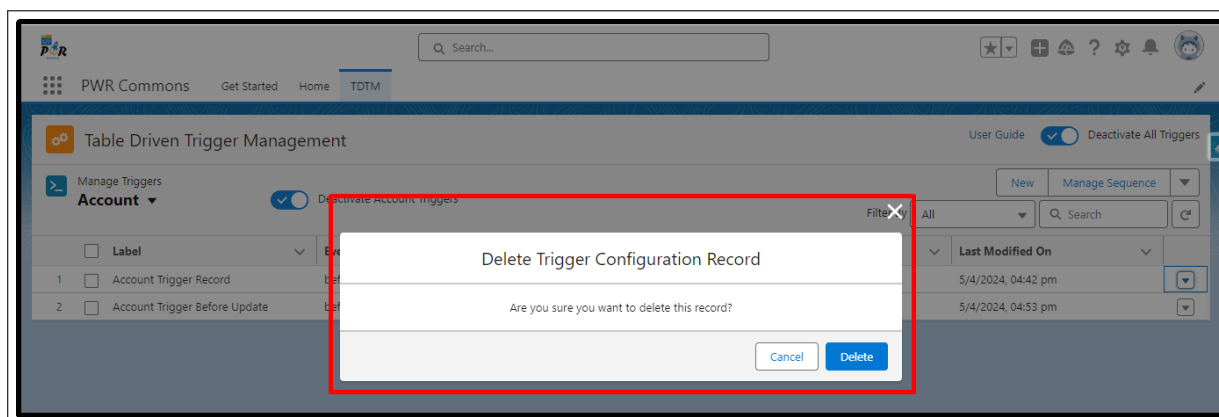 PWR
Search...
PWR Commons Get Started Home TDTM
Table Driven Trigger Management
User Guide Deactivate All Triggers
Manage Triggers
Account
Deactivate Account Triggers
New Manage Sequence
Filter By All Search
Label Last Modified On
1 Account Trigger Record bef 5/4/2024, 04:42 pm
2 Account Trigger Before Update bef 5/4/2024, 04:53 pm
Delete Trigger Configuration Record
Are you sure you want to delete this record?
Cancel Delete